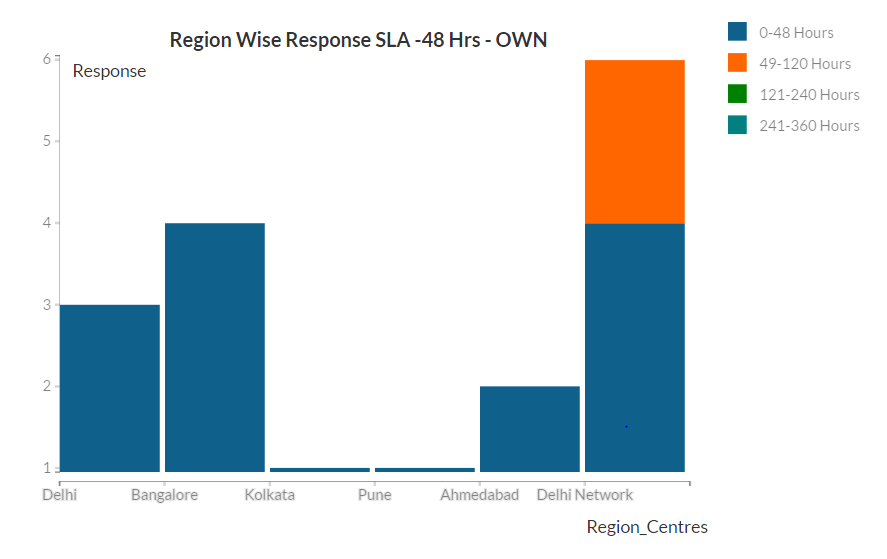 Region Wise Response SLA -48 Hrs - OWN
Response
6
5
4
3
2
1
Delhi Bangalore Kolkata Pune Ahmedabad Delhi Network
Region_Centres
0-48 Hours
49-120 Hours
121-240 Hours
241-360 Hours